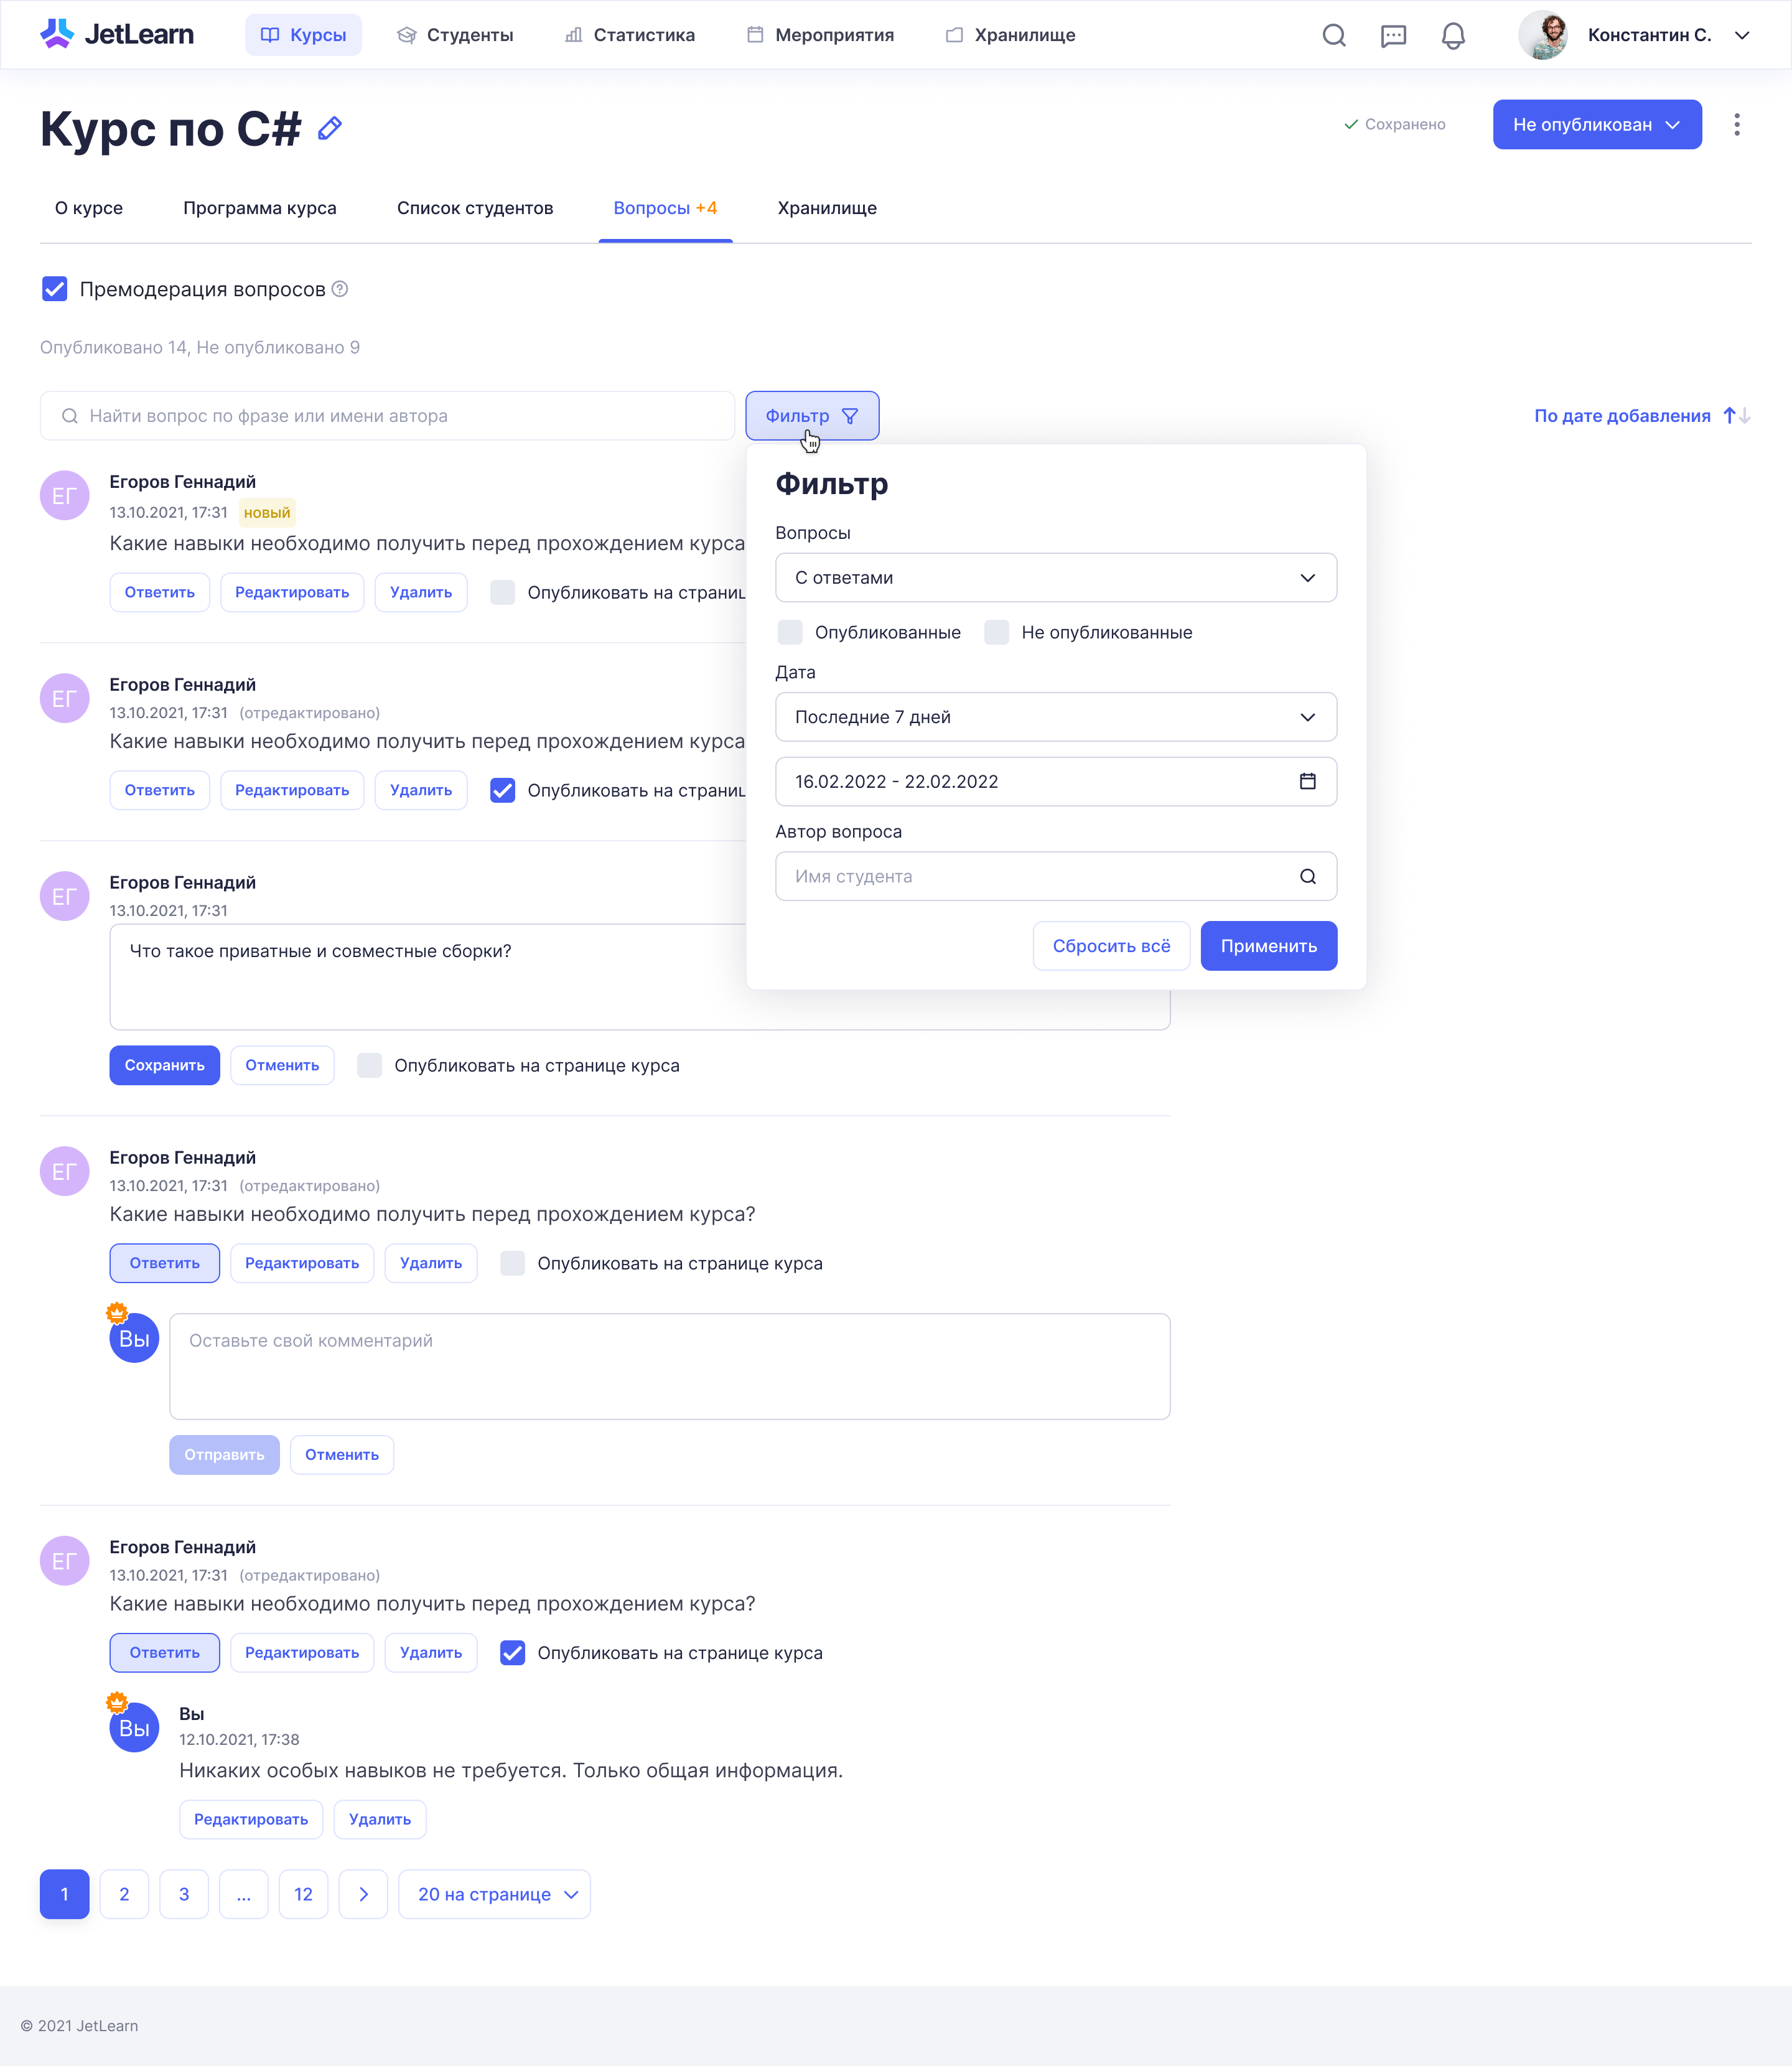 JetLearn
Курсы
Студенты
Статистика
Мероприятия
Хранилище
Константин С.
Курс по C#
Сохранено
Не опубликован
О курсе
Программа курса
Список студентов
Вопросы +4
Хранилище
Премодерация вопросов
Опубликовано 14, Не опубликовано 9
Найти вопрос по фразе или имени автора
Фильтр
По дате добавления
ЕГ
Егоров Геннадий
13.10.2021, 17:31 новый
Какие навыки необходимо получить перед прохождением курса
Ответить
Редактировать
Удалить
Опубликовать на страниц
ЕГ
Егоров Геннадий
13.10.2021, 17:31 (отредактировано)
Какие навыки необходимо получить перед прохождением курса
Ответить
Редактировать
Удалить
Опубликовать на страниц
Фильтр
Вопросы
С ответами
Опубликованные
Не опубликованные
Дата
Последние 7 дней
16.02.2022 - 22.02.2022
Автор вопроса
Имя студента
Сбросить всё
Применить
ЕГ
Егоров Геннадий
13.10.2021, 17:31
Что такое приватные и совместные сборки?
Сохранить
Отменить
Опубликовать на странице курса
ЕГ
Егоров Геннадий
13.10.2021, 17:31 (отредактировано)
Какие навыки необходимо получить перед прохождением курса?
Ответить
Редактировать
Удалить
Опубликовать на странице курса
Вы
Оставьте свой комментарий
Отправить
Отменить
ЕГ
Егоров Геннадий
13.10.2021, 17:31 (отредактировано)
Какие навыки необходимо получить перед прохождением курса?
Ответить
Редактировать
Удалить
Опубликовать на странице курса
Вы
Вы
12.10.2021, 17:38
Никаких особых навыков не требуется. Только общая информация.
Редактировать
Удалить
1
2
3
...
12
20 на странице
© 2021 JetLearn